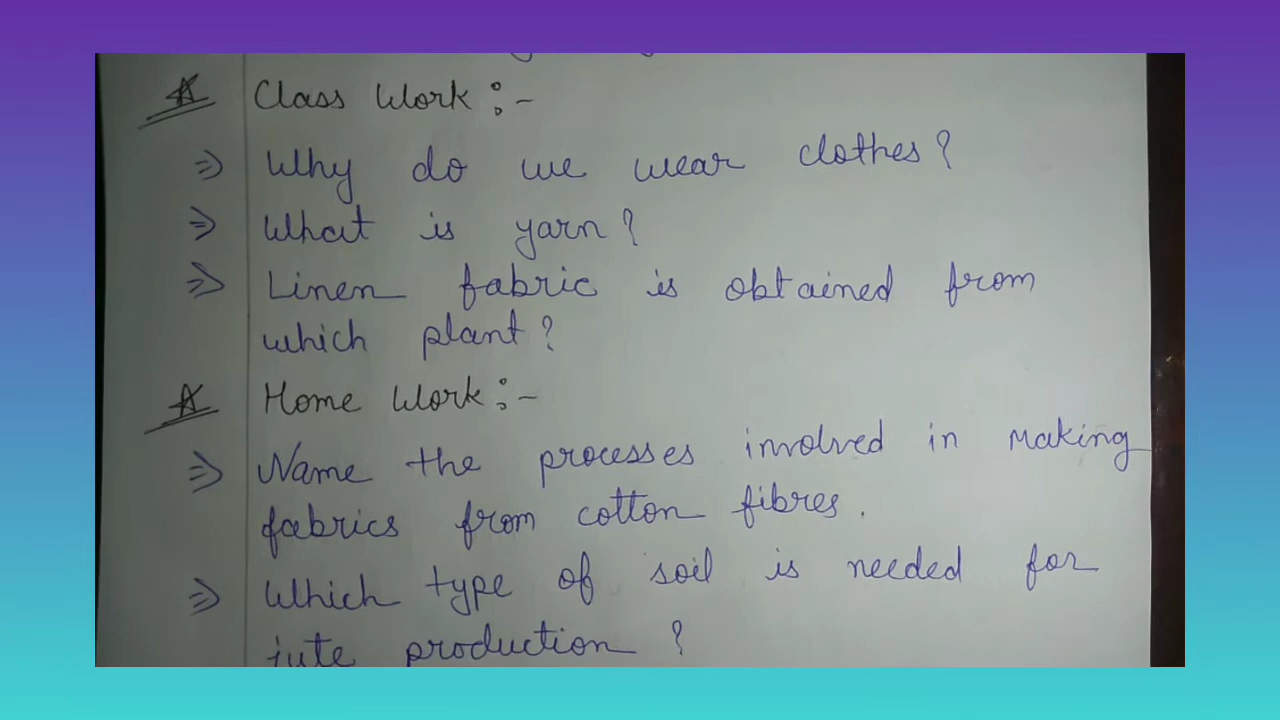 ☆ Class Work :-
⇒ Why do we wear clothes?
⇒ What is yarn?
⇒ Linen fabric is obtained from
which plant?
☆ Home Work :-
⇒ Name the processes involved in making
fabrics from cotton fibres.
⇒ Which type of soil is needed for
jute production ?